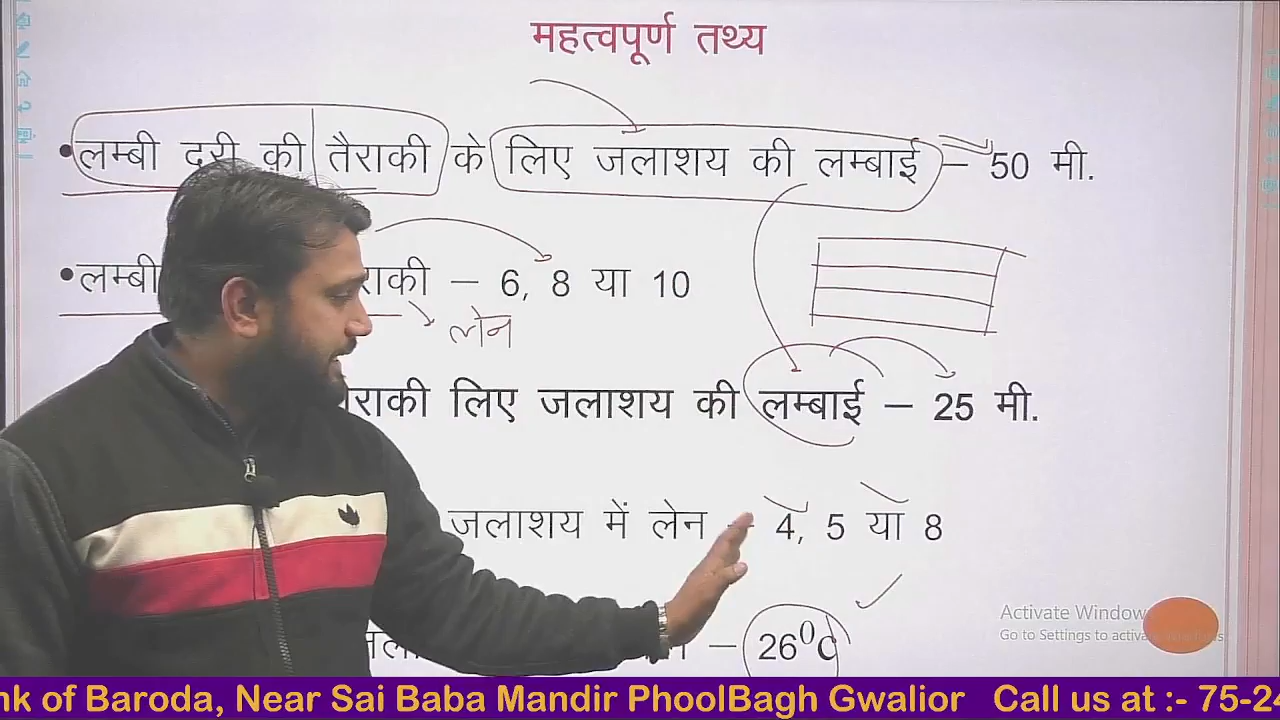 महत्वपूर्ण तथ्य
•लम्बी दूरी की तैराकी के लिए जलाशय की लम्बाई – 50 मी.
•लम्बी राकी – 6, 8 या 10
लेन
राकी लिए जलाशय की लम्बाई – 25 मी.
जलाशय में लेन – 4, 5 या 8
– 26⁰C
Activate Window
Go to Settings to activate Windows
nk of Baroda, Near Sai Baba Mandir PhoolBagh Gwalior Call us at :- 75-24